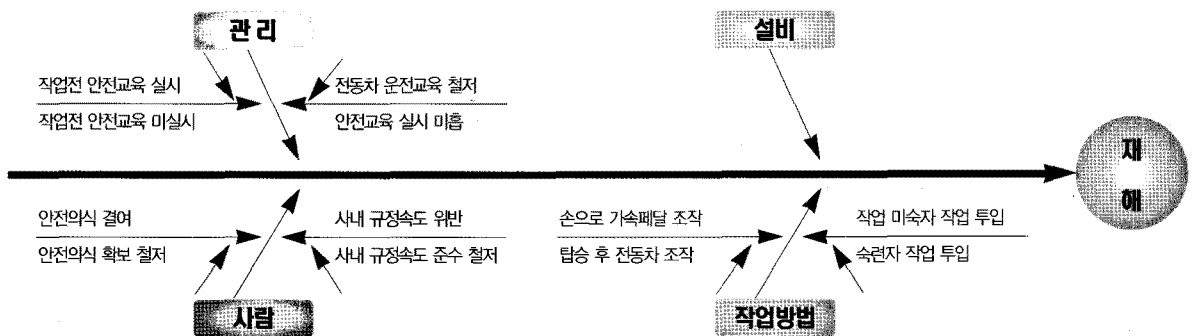 관리
설비
작업전 안전교육 실시
전동차 운전교육 철저
작업전 안전교육 미실시
안전교육 실시 미흡
재
해
안전의식 결여
사내 규정속도 위반
손으로 가속페달 조작
작업 미숙자 작업 투입
안전의식 확보 철저
사내 규정속도 준수 철저
탑승 후 전동차 조작
숙련자 작업 투입
사람
작업방법